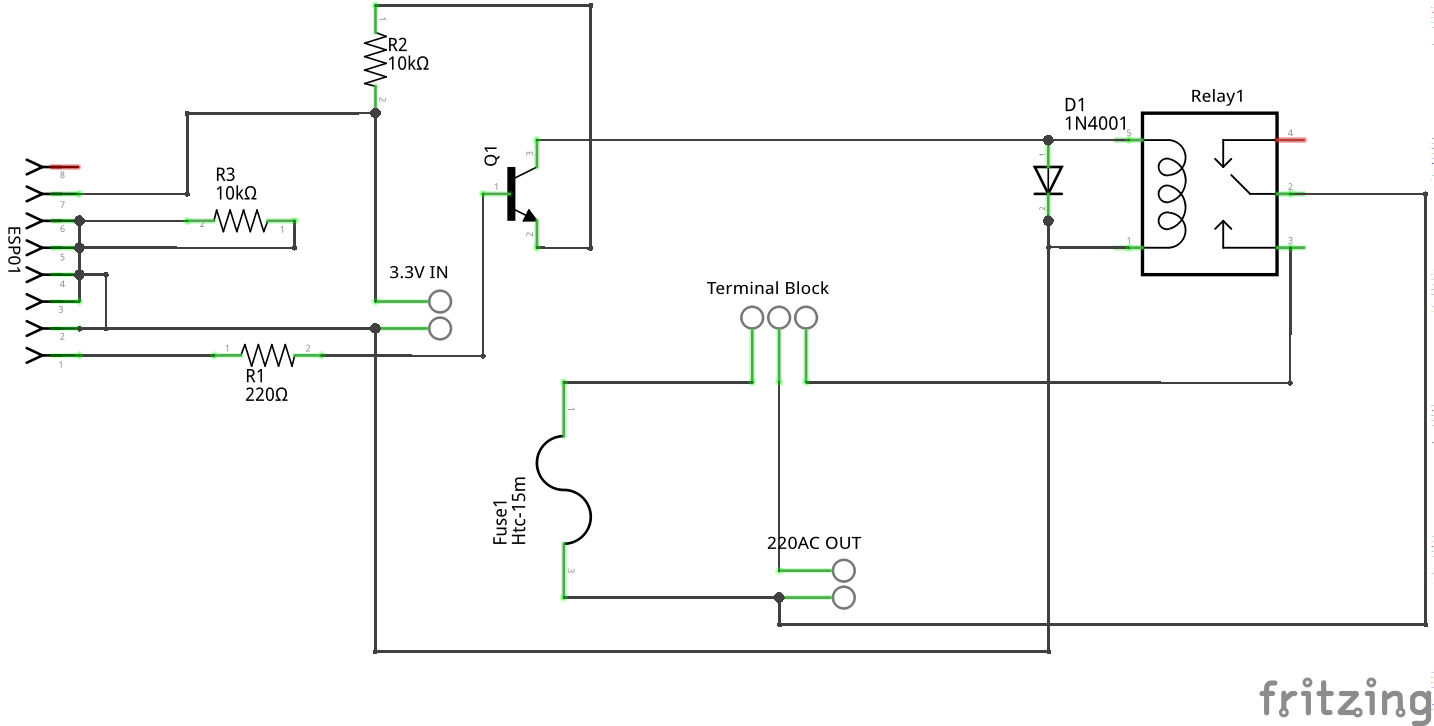 1
R2
10kΩ
2
8
7
R3
10kΩ
6
2
1
5
4
3
2
1
ESP01
1
2
R1
220Ω
3.3V IN
Q1
3
1
2
D1
1N4001
1
2
Relay1
5
4
2
1
3
Terminal Block
1
Fuse1
Htc-15m
3
220AC OUT
fritzing